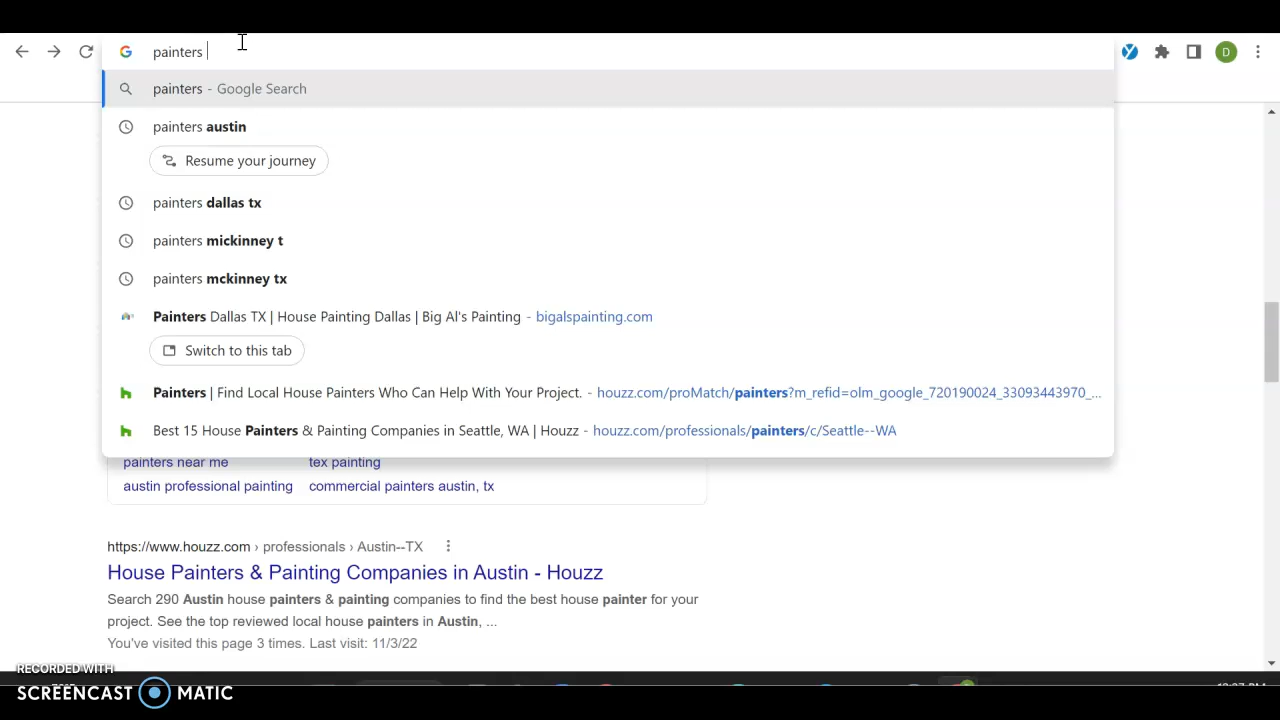 painters
D
painters - Google Search
painters austin
Resume your journey
painters dallas tx
painters mickinney t
painters mckinney tx
Painters Dallas TX | House Painting Dallas | Big Al's Painting - bigalspainting.com
Switch to this tab
Painters | Find Local House Painters Who Can Help With Your Project. - houzz.com/proMatch/painters?m_refid=olm_google_720190024_33093443970_...
Best 15 House Painters & Painting Companies in Seattle, WA | Houzz - houzz.com/professionals/painters/c/Seattle--WA
painters near me tex painting
austin professional painting commercial painters austin, tx
https://www.houzz.com › professionals › Austin--TX
House Painters & Painting Companies in Austin - Houzz
Search 290 Austin house painters & painting companies to find the best house painter for your
project. See the top reviewed local house painters in Austin, ...
You've visited this page 3 times. Last visit: 11/3/22
RECORDED WITH
SCREENCAST MATIC